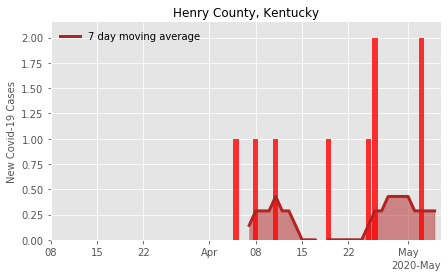 Henry County, Kentucky
7 day moving average
New Covid-19 Cases
2.00
1.75
1.50
1.25
1.00
0.75
0.50
0.25
0.00
08 15 22 Apr 08 15 22 May
2020-May